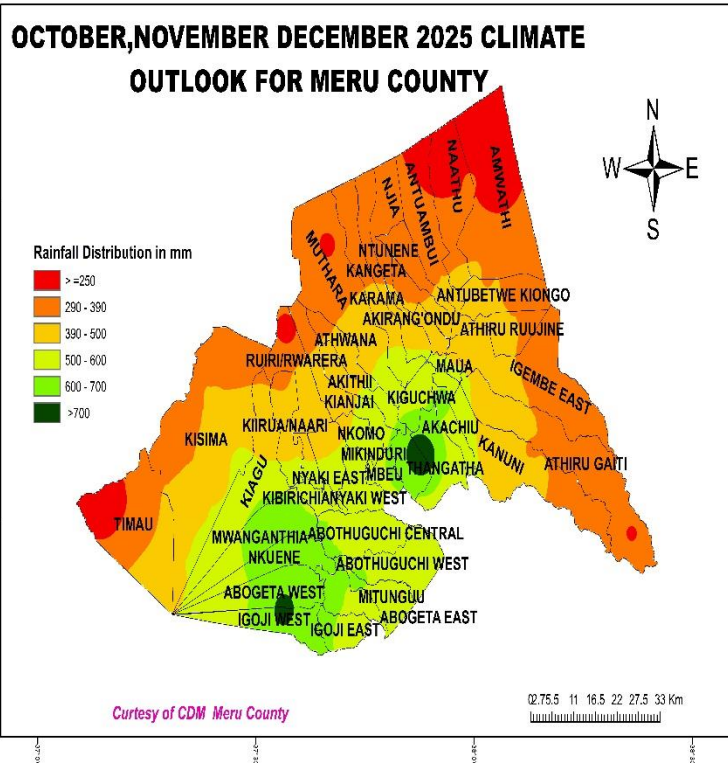 OCTOBER,NOVEMBER DECEMBER 2025 CLIMATE
OUTLOOK FOR MERU COUNTY
N
W
E
S
AMWATHI
NAATHU
ANTUAMBUI
NJIA
MUTHARA
NTUNENE
KANGETA
KARAMA
ANTUBETWE KIONGO
AKIRANG'ONDU
ATHIRU RUUJINE
ATHWANA
RUIRI/RWARERA
MAUA
IGEMBE EAST
AKITHII
KIANJAI
KIGUCHWA
KIIRUA/NAARI
AKACHIU
KISIMA
NKOMO
KANUNI
MIKINDURI
ATHIRU GAITI
MBEU
THANGATHA
NYAKI EAST
KIAGU
KIBIRICHIA
NYAKI WEST
TIMAU
MWANGANTHIA
ABOTHUGUCHI CENTRAL
NKUENE
ABOTHUGUCHI WEST
ABOGETA WEST
MITUNGUU
IGOJI WEST
ABOGETA EAST
IGOJI EAST
Rainfall Distribution in mm
> =250
290 - 390
390 - 500
500 - 600
600 - 700
>700
Curtesy of CDM Meru County
02.75.5 11 16.5 22 27.5 33 Km